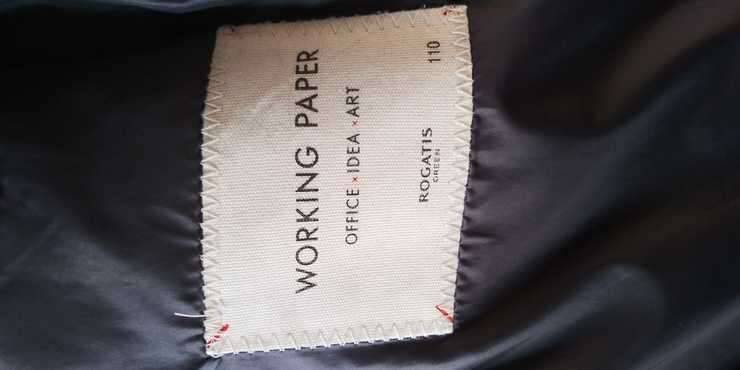 WORKING PAPER
OFFICE × IDEA × ART
ROGATIS
GREEN
110